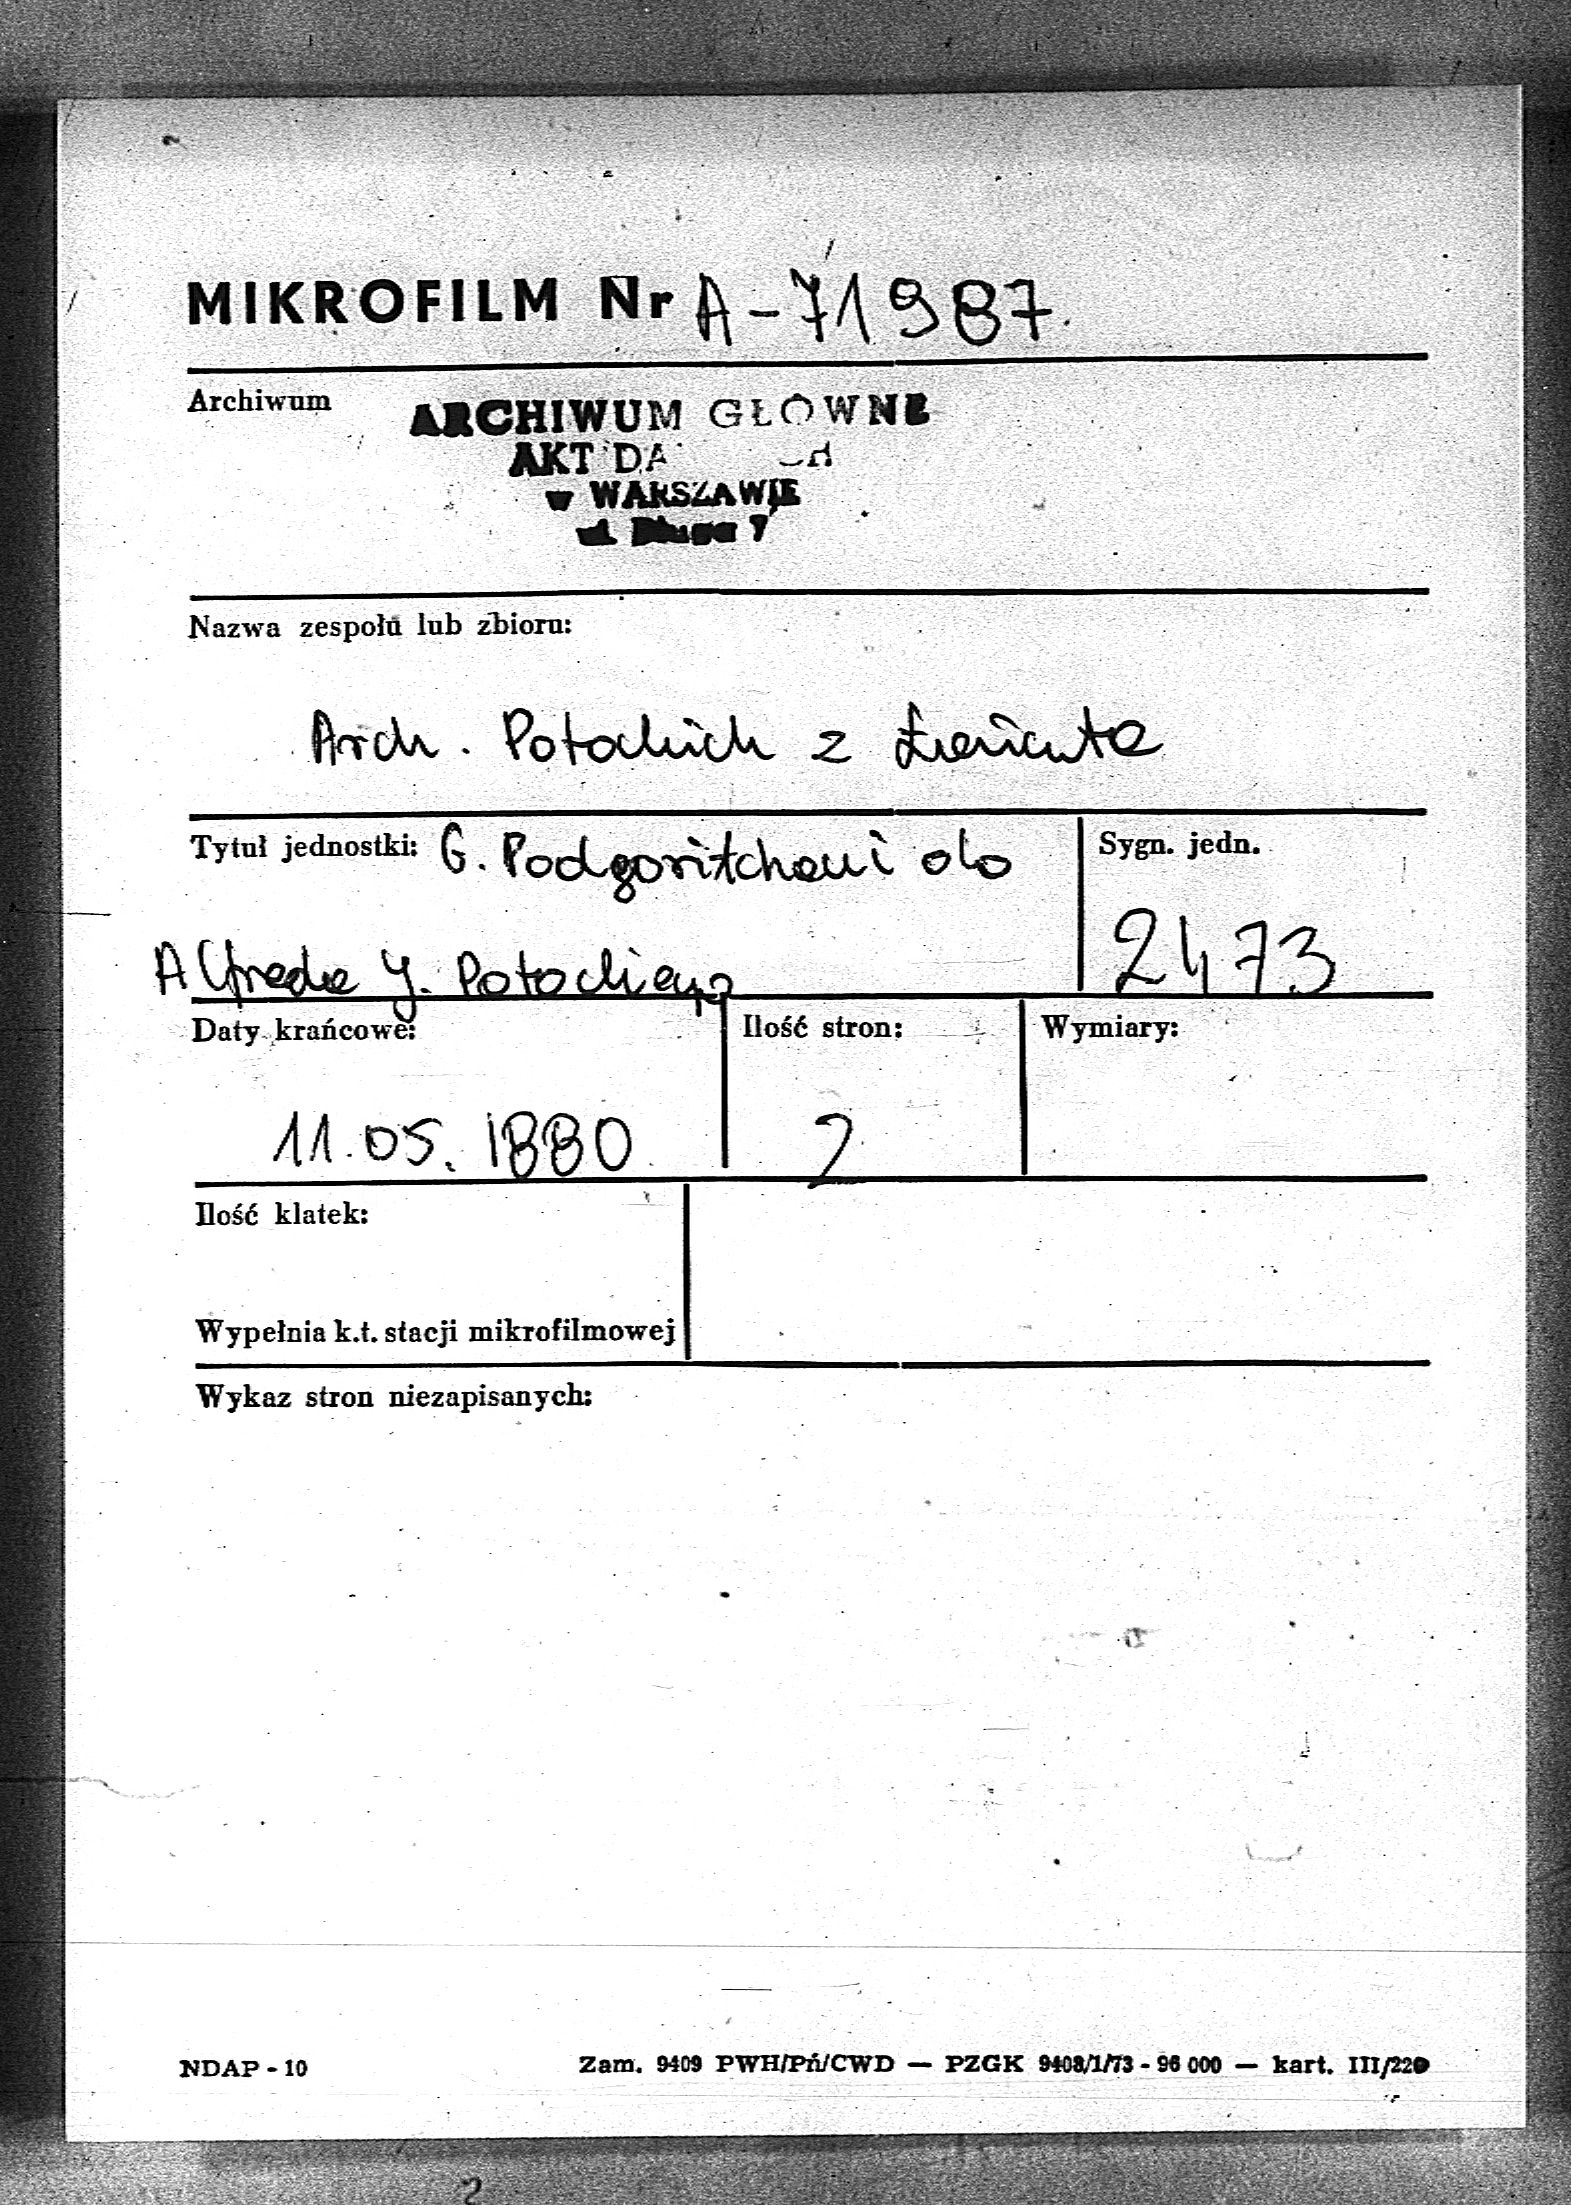 MIKROFILM Nr A-71987.
Archiwum
ARCHIWUM GŁÓWNE
AKT DA
w WARSZAWIE
ul. Długa 7
Nazwa zespołu lub zbioru:
Arch. Potockich z Łańcuta
Tytuł jednostki: G. Podgoritchani do
Sygn. jedn.
Alfreda J. Potockiego
2473
Daty krańcowe:
Ilość stron:
Wymiary:
11.05.1880
2
Ilość klatek:
Wypełnia k.t. stacji mikrofilmowej
Wykaz stron niezapisanych:
NDAP - 10
Zam. 9409 PWH/Pń/CWD — PZGK 9408/1/73 - 96 000 — kart. III/220